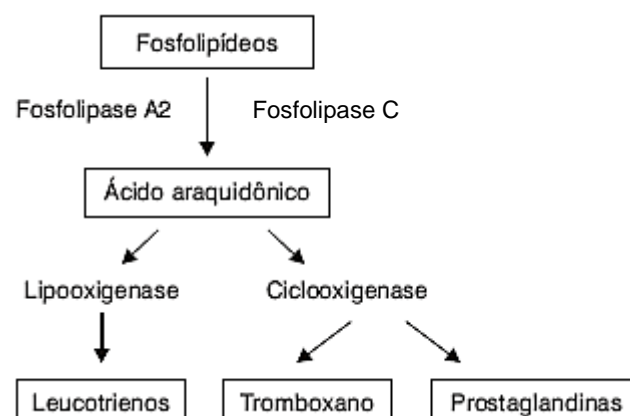 Fosfolipídeos
Fosfolipase A2 Fosfolipase C
Ácido araquidônico
Lipooxigenase Ciclooxigenase
Leucotrienos Tromboxano Prostaglandinas